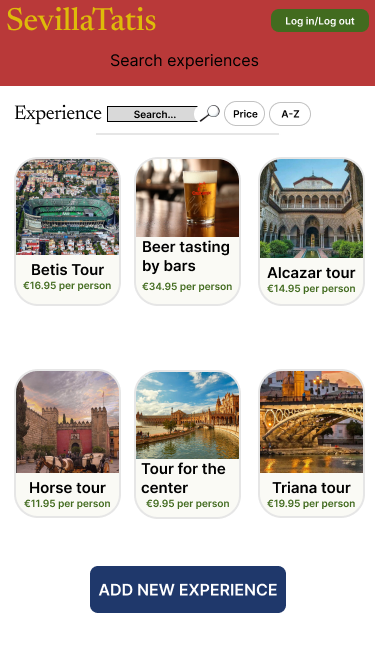 SevillaTatis
Log in/Log out
Search experiences
Experience
Search...
Price
A-Z
Betis Tour
€16.95 per person
Beer tasting
by bars
€34.95 per person
Alcazar tour
€14.95 per person
Horse tour
€11.95 per person
Tour for the
center
€9.95 per person
Triana tour
€19.95 per person
ADD NEW EXPERIENCE